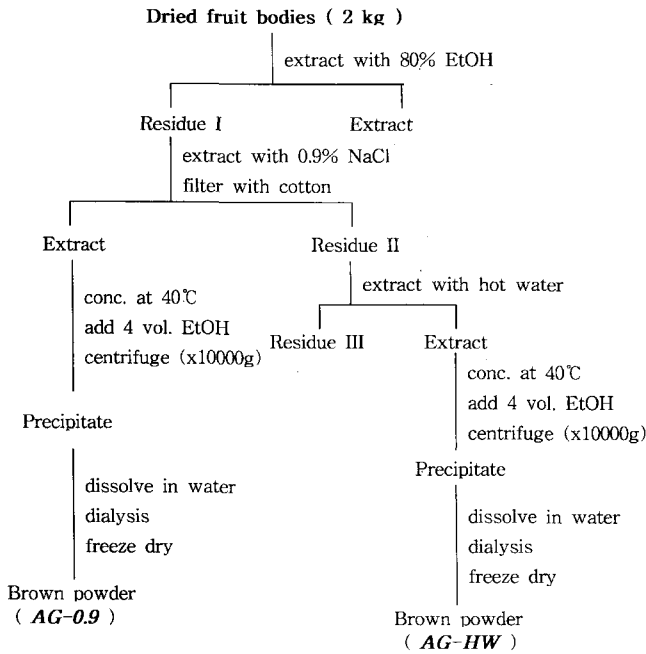 Dried fruit bodies ( 2 kg )
extract with 80% EtOH
Residue I
Extract
extract with 0.9% NaCl
filter with cotton
Extract
Residue II
conc. at 40℃
add 4 vol. EtOH
centrifuge (x10000g)
extract with hot water
Residue III
Extract
conc. at 40℃
add 4 vol. EtOH
centrifuge (x10000g)
Precipitate
Precipitate
dissolve in water
dialysis
freeze dry
dissolve in water
dialysis
freeze dry
Brown powder
( AG-0.9 )
Brown powder
( AG-HW )